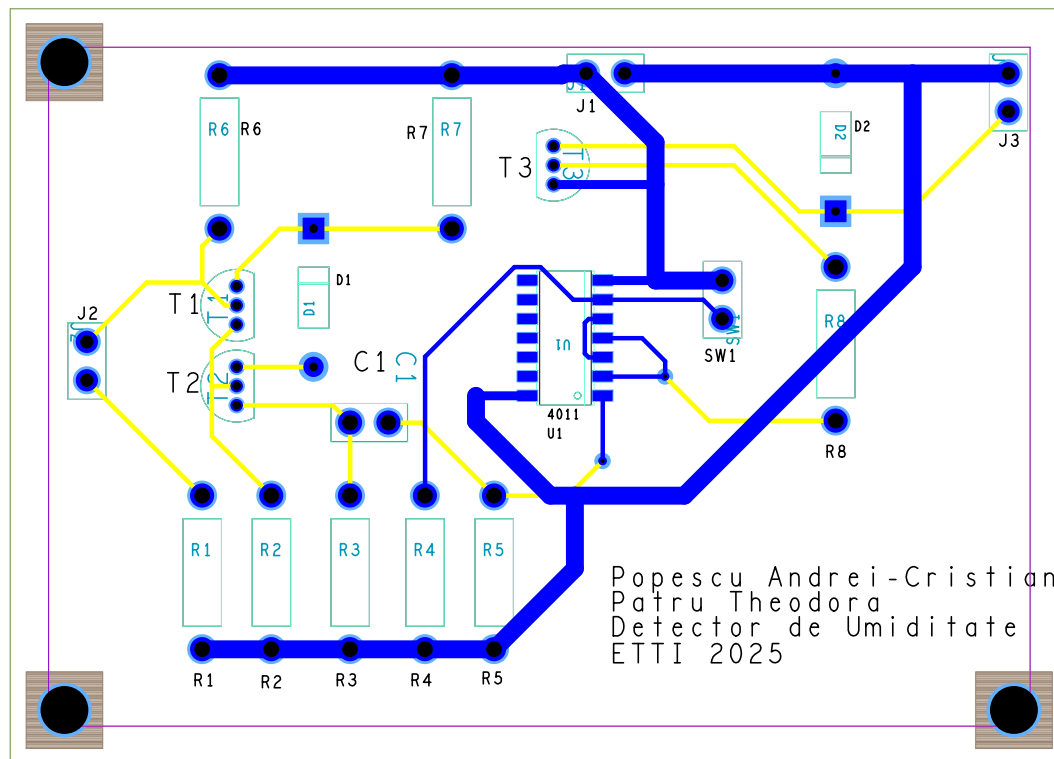 J1
J1
J
J3
R6
R6
R7
R7
D2
D2
T3
T3
J2
J
T1
T1
D1
D1
T2
T2
C1
C1
U1
4011
U1
SW1
SW1
R8
R8
R1
R2
R3
R4
R5
R1
R2
R3
R4
R5
Popescu Andrei-Cristian
Patru Theodora
Detector de Umiditate
ETTI 2025